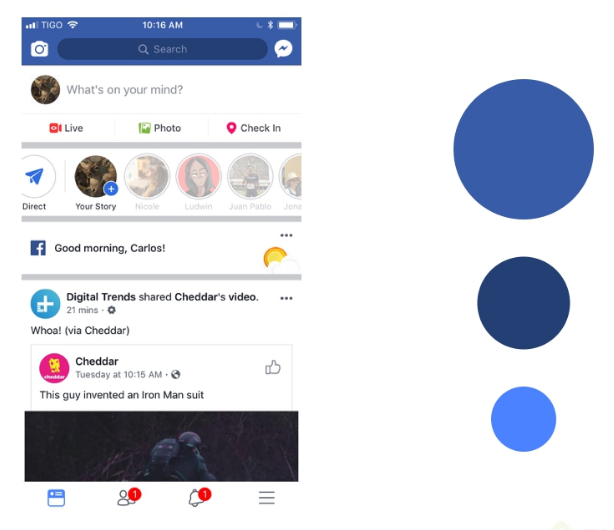 TIGO 10:16 AM
Search
What's on your mind?
Live Photo Check In
Direct Your Story Nicole Ludwin Juan Pablo Jona
Good morning, Carlos!
Digital Trends shared Cheddar's video.
21 mins ·
Whoa! (via Cheddar)
Cheddar
cheddar
Tuesday at 10:15 AM ·
This guy invented an Iron Man suit
1 1